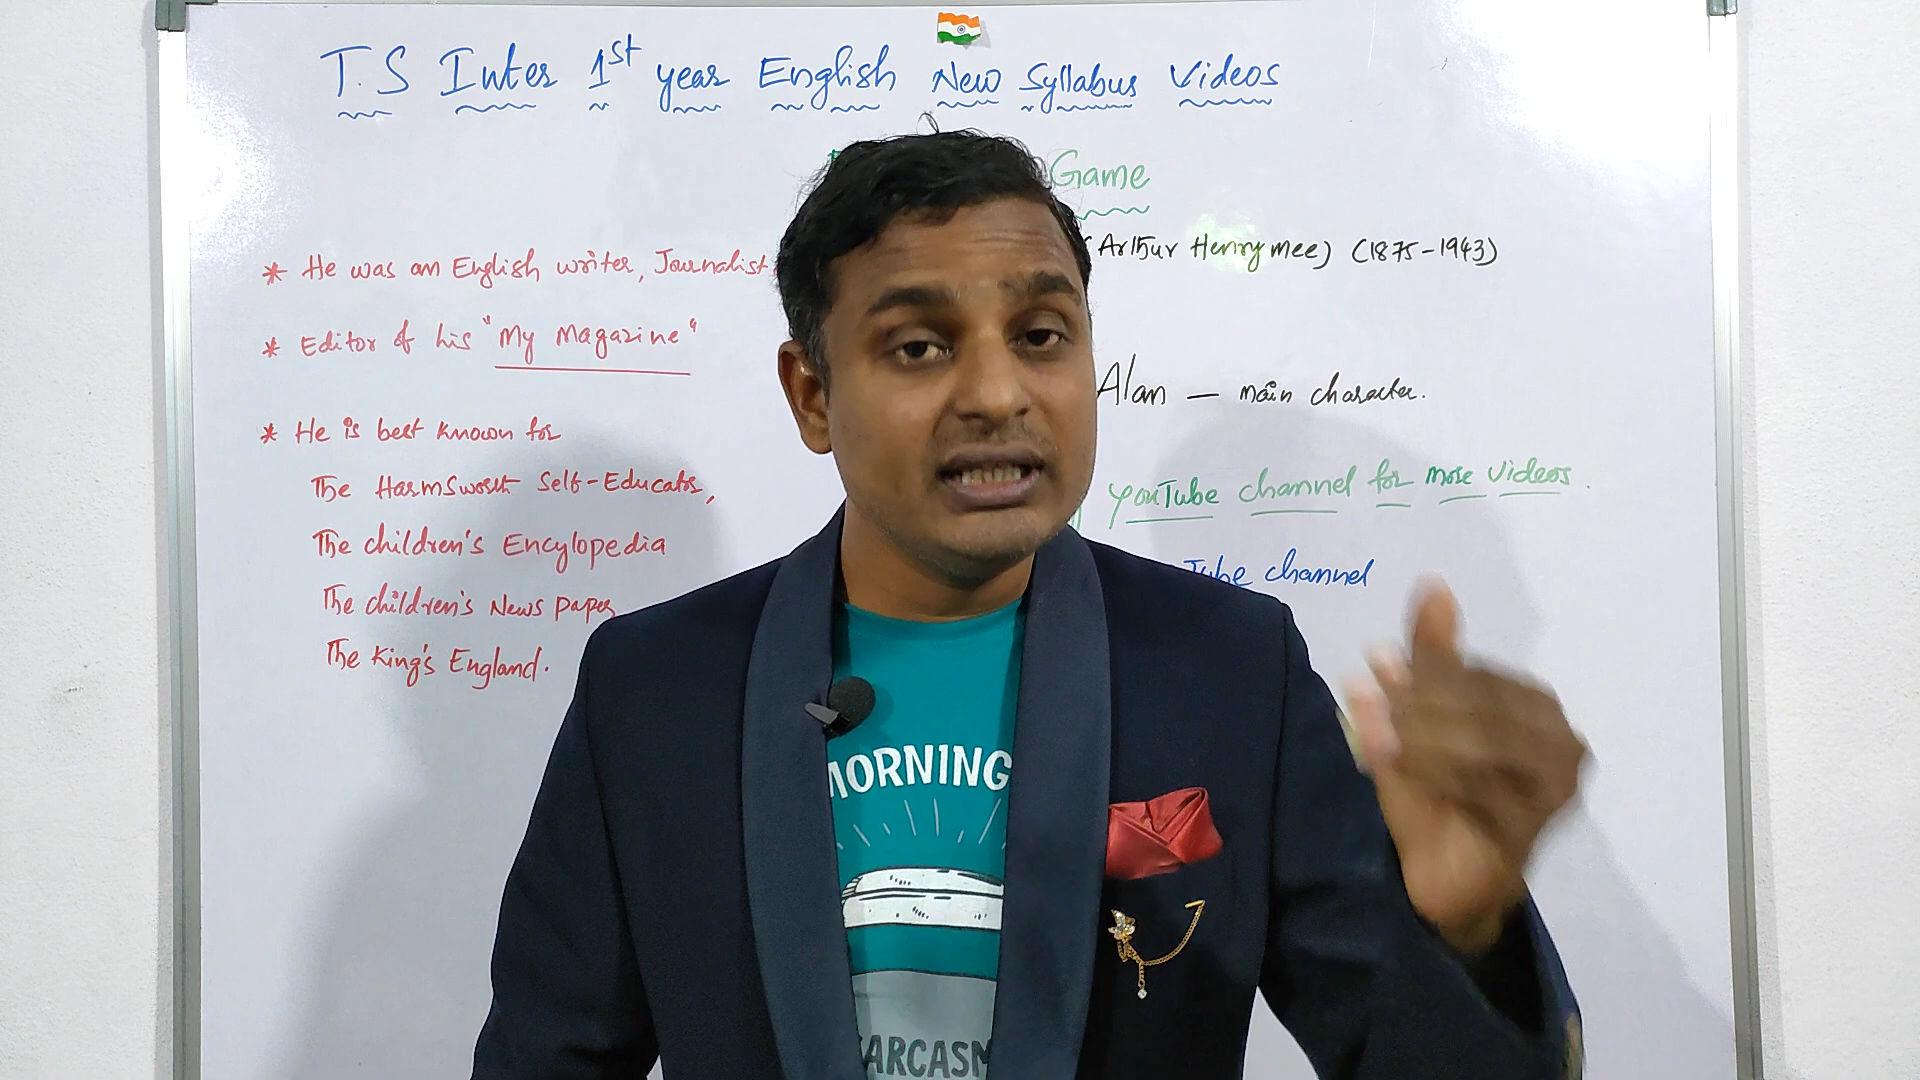 T.S Inter 1st year English New Syllabus Videos
Game
(Arthur Henry mee) (1875-1943)
* He was an English writer, Journalist,
* Editor of his "My Magazine"
Alan — main character.
* He is best known for
The Harmsworth Self-Educator,
YouTube channel for more videos.
The children's Encylopedia
Tube channel
The children's News paper
The King's England.
MORNING
SARCASM